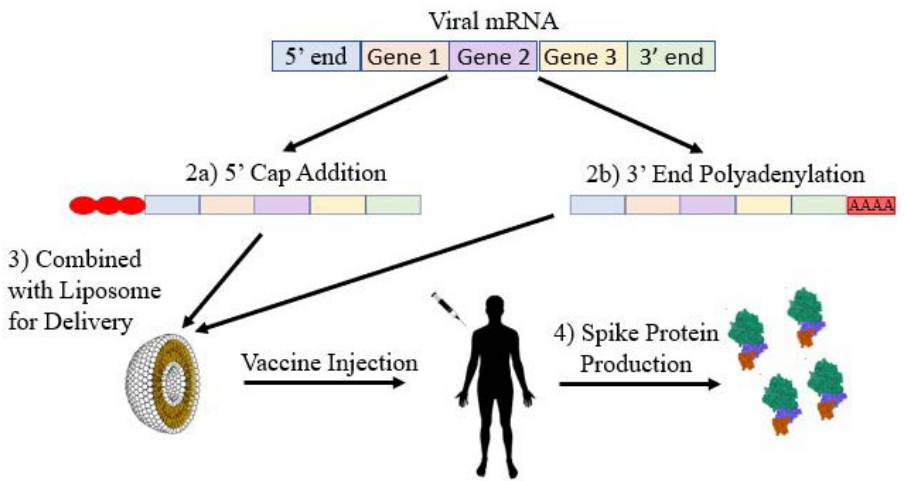 Viral mRNA
5' end Gene 1 Gene 2 Gene 3 3′ end
2a) 5' Cap Addition
2b) 3' End Polyadenylation
AAAA
3) Combined
with Liposome
for Delivery
Vaccine Injection
4) Spike Protein
Production